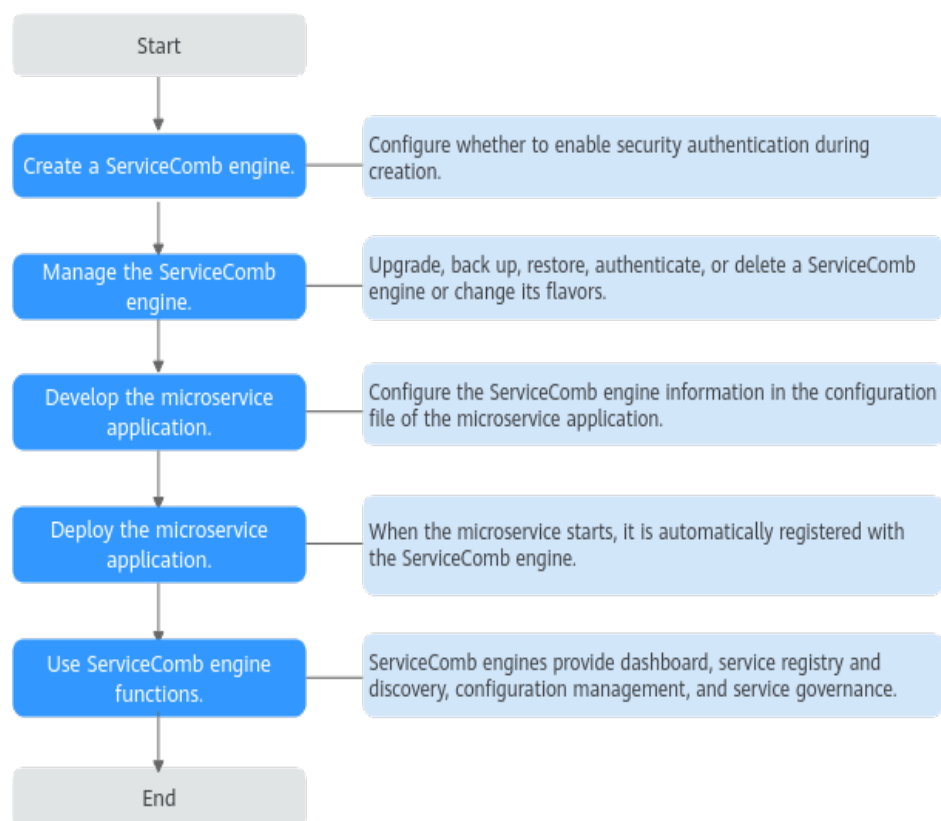 Start
Create a ServiceComb engine.
Configure whether to enable security authentication during
creation.
Manage the ServiceComb
engine.
Upgrade, back up, restore, authenticate, or delete a ServiceComb
engine or change its flavors.
Develop the microservice
application.
Configure the ServiceComb engine information in the configuration
file of the microservice application.
Deploy the microservice
application.
When the microservice starts, it is automatically registered with
the ServiceComb engine.
Use ServiceComb engine
functions.
ServiceComb engines provide dashboard, service registry and
discovery, configuration management, and service governance.
End